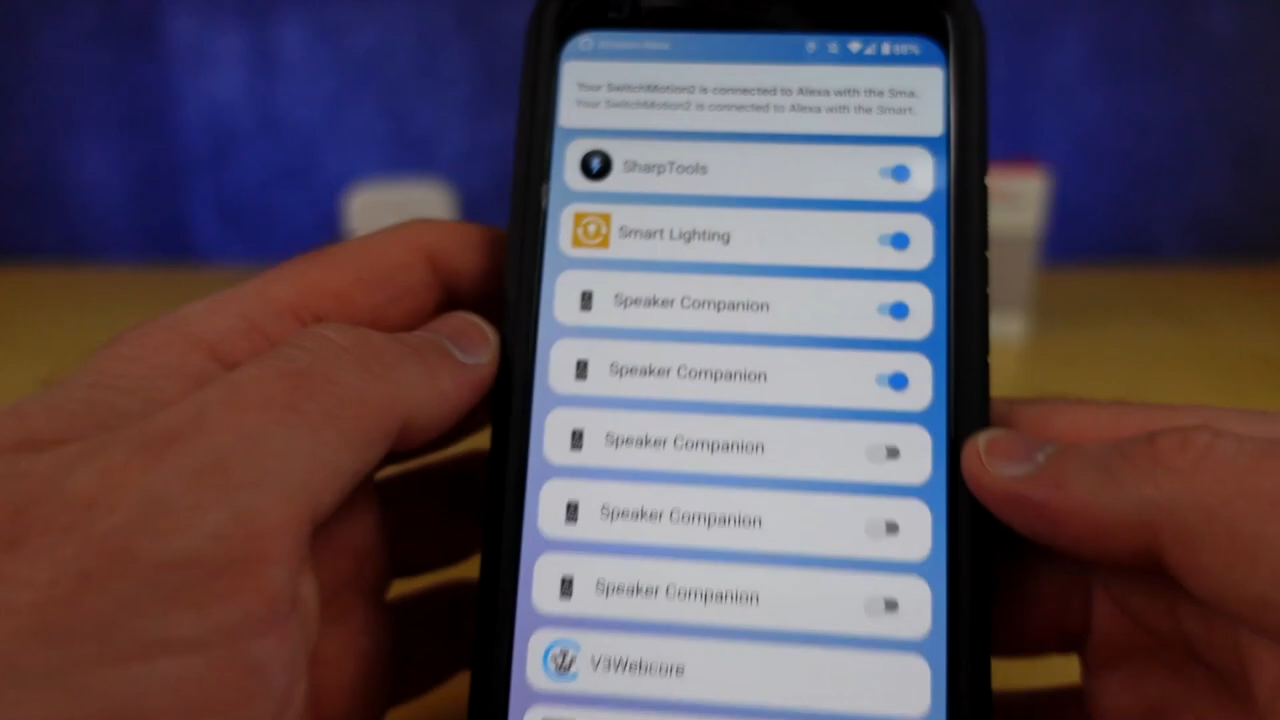 88%
Your SwitchMotion2 is connected to Alexa with the Sma.
Your SwitchMotion2 is connected to Alexa with the Smart.
SharpTools
Smart Lighting
Speaker Companion
Speaker Companion
Speaker Companion
Speaker Companion
Speaker Companion
V3Webcore